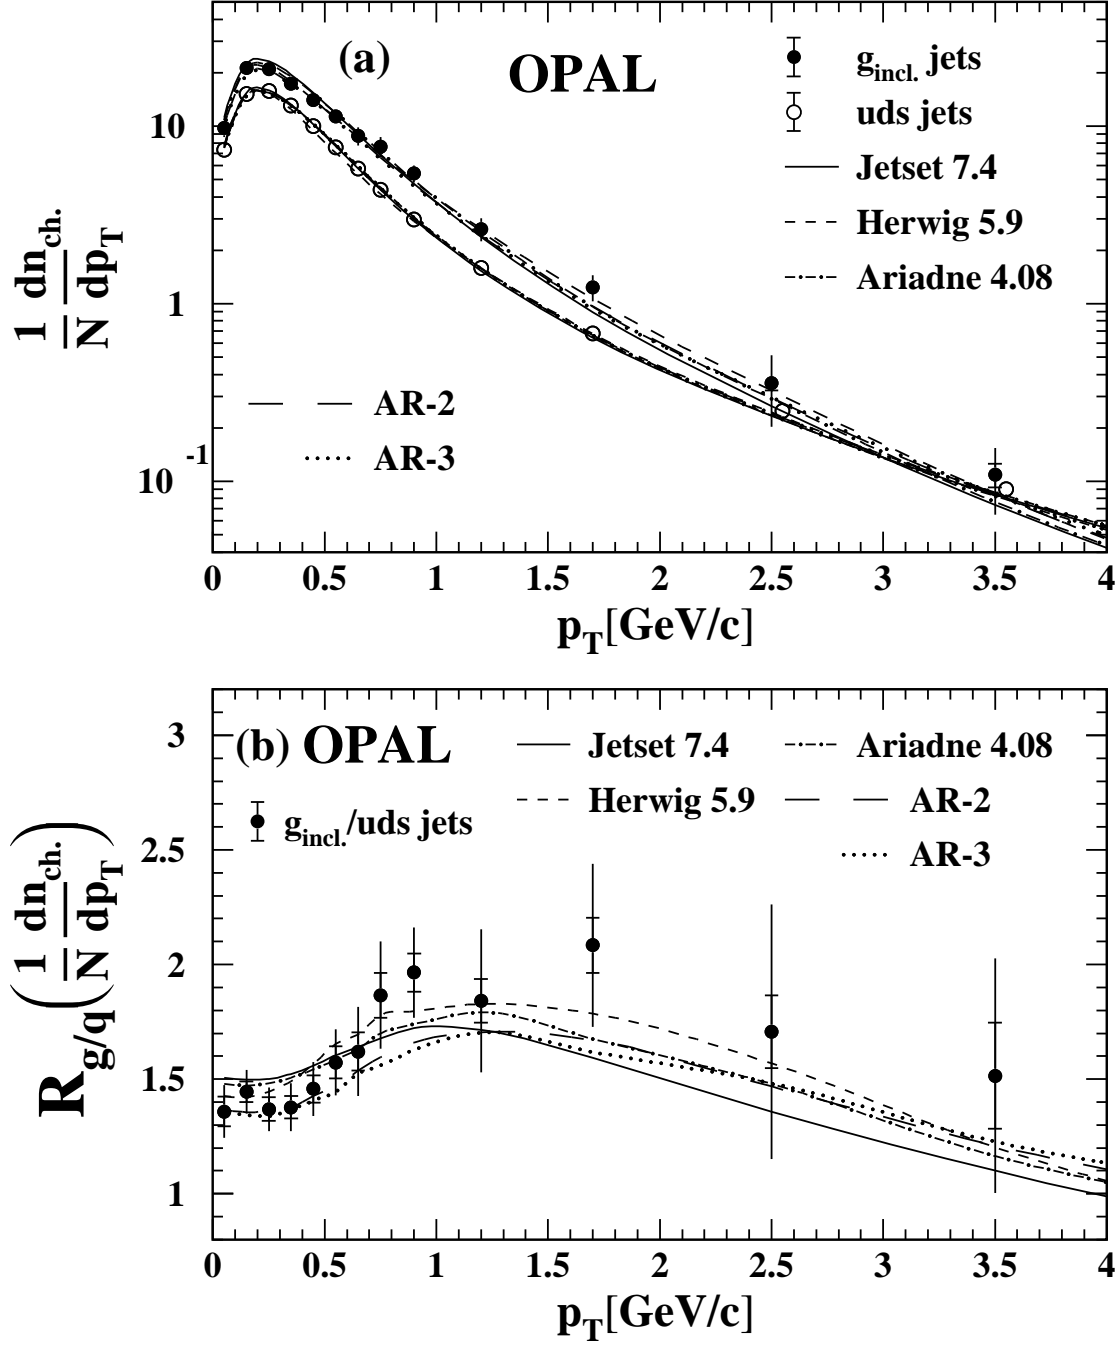 (a)
OPAL
g_incl. jets
uds jets
Jetset 7.4
Herwig 5.9
Ariadne 4.08
AR-2
AR-3
1/N dn_ch./dp_T
10
1
10^-1
0 0.5 1 1.5 2 2.5 3 3.5 4
p_T[GeV/c]
(b) OPAL
Jetset 7.4
Herwig 5.9
Ariadne 4.08
AR-2
AR-3
g_incl./uds jets
R_g/q(1/N dn_ch./dp_T)
3
2.5
2
1.5
1
0 0.5 1 1.5 2 2.5 3 3.5 4
p_T[GeV/c]